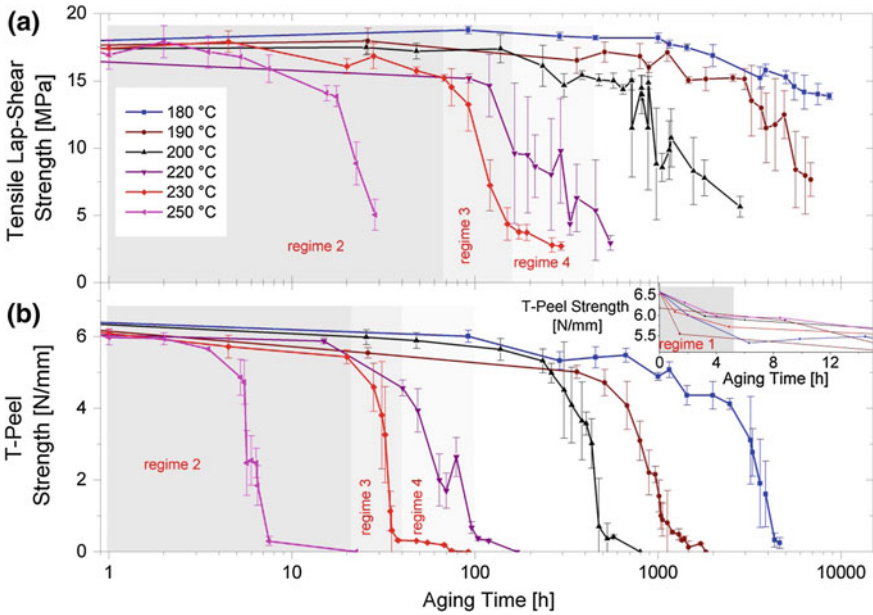 (a)
Tensile Lap-Shear
Strength [MPa]
20
15
10
5
0
180 °C
190 °C
200 °C
220 °C
230 °C
250 °C
regime 2
regime 3
regime 4
(b)
T-Peel
Strength [N/mm]
6
4
2
0
regime 2
regime 3
regime 4
T-Peel Strength
[N/mm]
6.5
6.0
5.5
regime 1
0 4 8 12
Aging Time [h]
1 10 100 1000 10000
Aging Time [h]